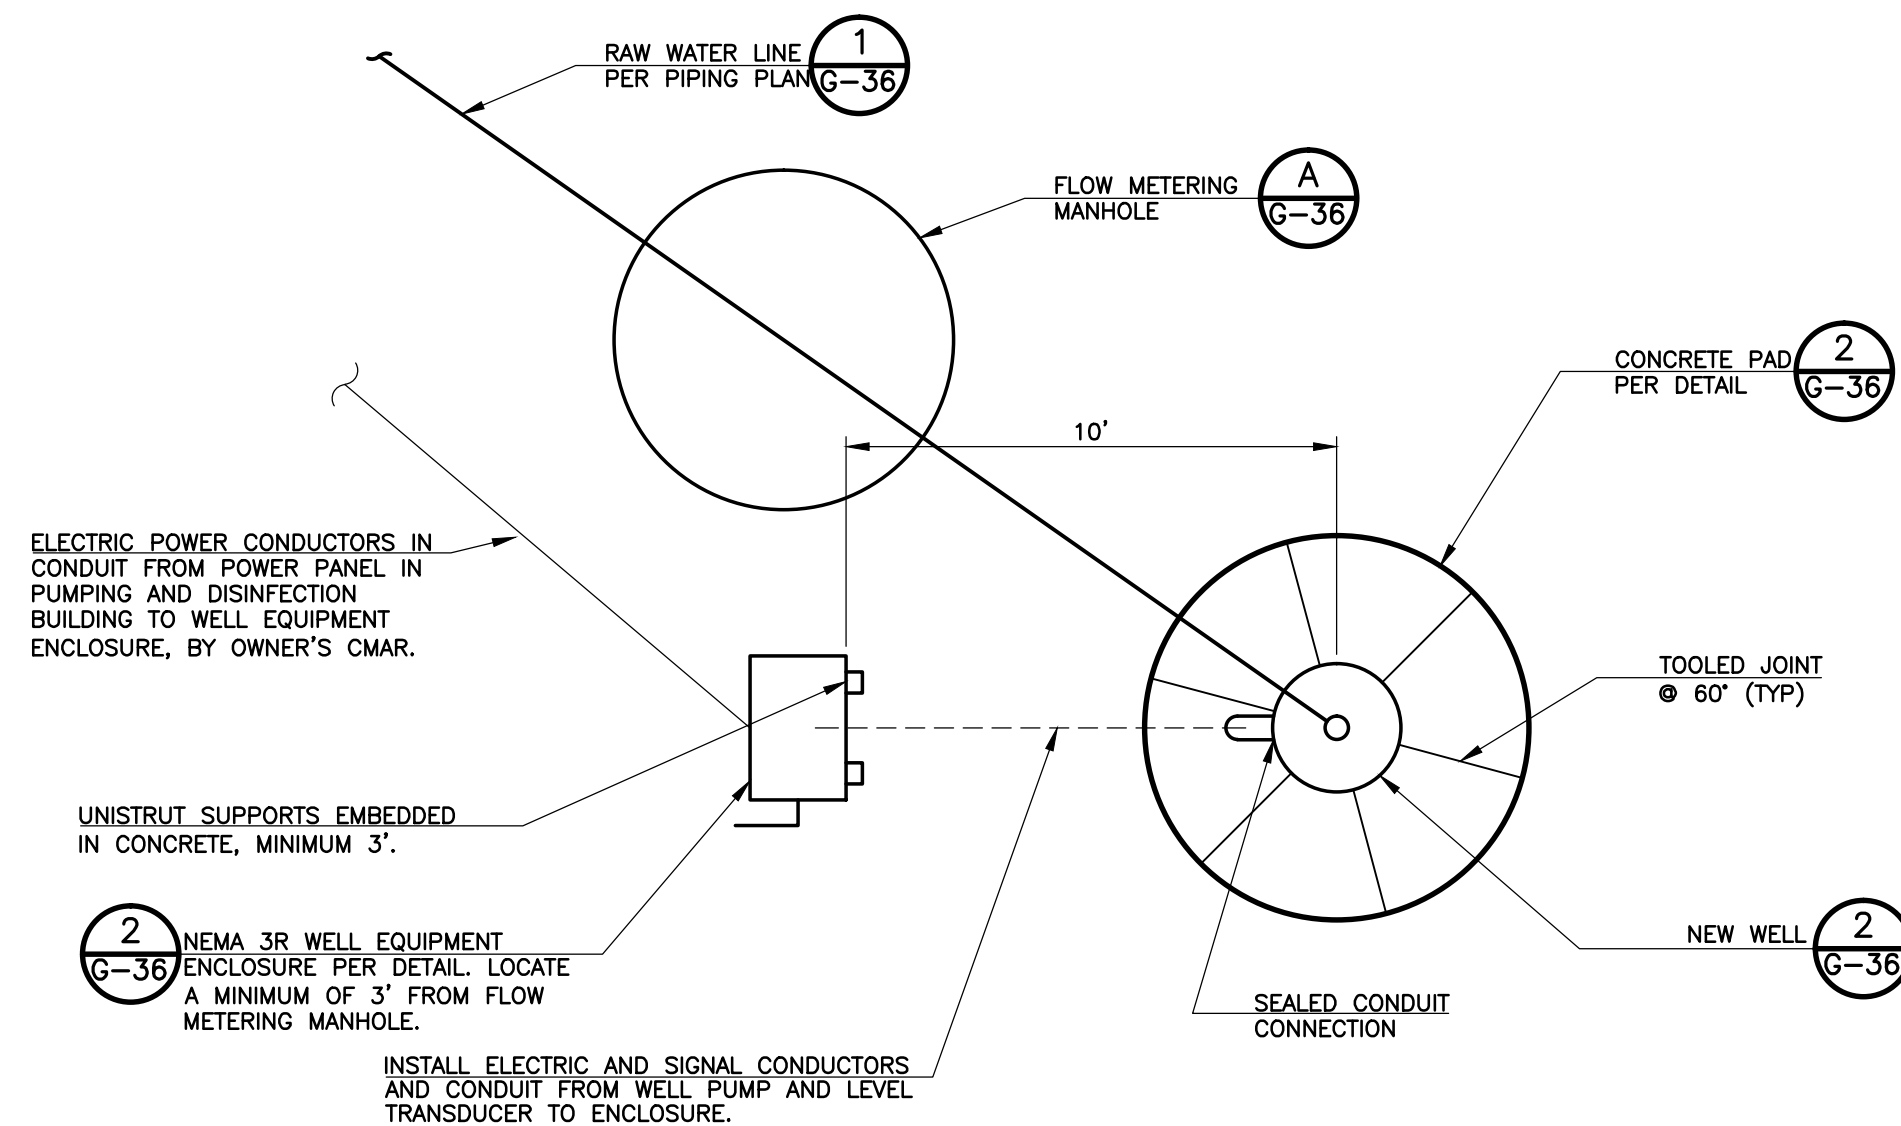 RAW WATER LINE
PER PIPING PLAN
1
G-36
FLOW METERING
MANHOLE
A
G-36
CONCRETE PAD
PER DETAIL
2
G-36
10'
ELECTRIC POWER CONDUCTORS IN
CONDUIT FROM POWER PANEL IN
PUMPING AND DISINFECTION
BUILDING TO WELL EQUIPMENT
ENCLOSURE, BY OWNER'S CMAR.
TOOLED JOINT
@ 60° (TYP)
UNISTRUT SUPPORTS EMBEDDED
IN CONCRETE, MINIMUM 3'.
2
G-36
NEMA 3R WELL EQUIPMENT
ENCLOSURE PER DETAIL. LOCATE
A MINIMUM OF 3' FROM FLOW
METERING MANHOLE.
NEW WELL
2
G-36
SEALED CONDUIT
CONNECTION
INSTALL ELECTRIC AND SIGNAL CONDUCTORS
AND CONDUIT FROM WELL PUMP AND LEVEL
TRANSDUCER TO ENCLOSURE.